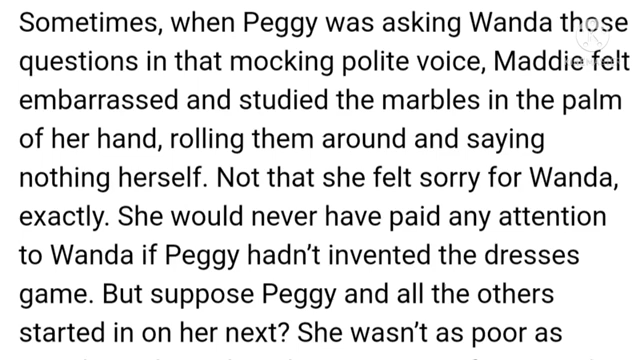 Sometimes, when Peggy was asking Wanda those
questions in that mocking polite voice, Maddie felt
embarrassed and studied the marbles in the palm
of her hand, rolling them around and saying
nothing herself. Not that she felt sorry for Wanda,
exactly. She would never have paid any attention
to Wanda if Peggy hadn’t invented the dresses
game. But suppose Peggy and all the others
started in on her next? She wasn’t as poor as